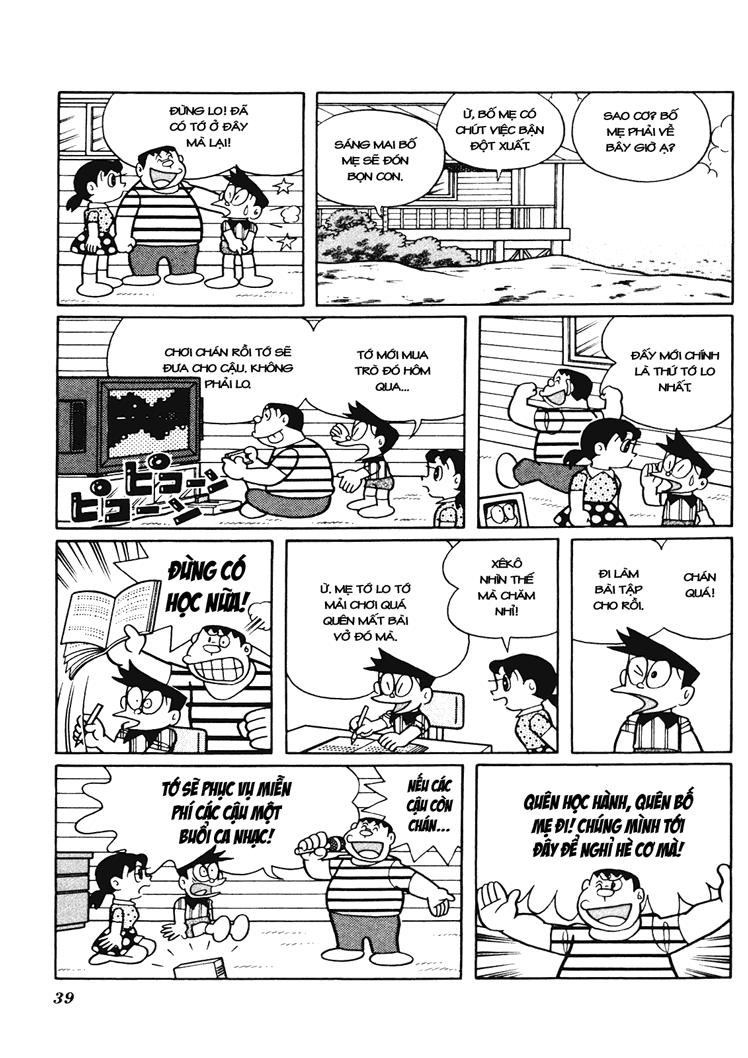 SAO CƠ? BỐ
MẸ PHẢI VỀ
BÂY GIỜ Ạ?
Ừ, BỐ MẸ CÓ
CHÚT VIỆC BẬN
ĐỘT XUẤT.
SÁNG MAI BỐ
MẸ SẼ ĐÓN
BỌN CON.
ĐỪNG LO! ĐÃ
CÓ TỚ Ở ĐÂY
MÀ LẠI!
ĐẤY MỚI CHÍNH
LÀ THỨ TỚ LO
NHẤT.
TỚ MỚI MUA
TRÒ ĐÓ HÔM
QUA...
CHƠI CHÁN RỒI TỚ SẼ
ĐƯA CHO CẬU, KHÔNG
PHẢI LO.
CHÁN
QUÁ!
ĐI LÀM
BÀI TẬP
CHO RỒI.
XÊKÔ
NHÌN THẾ
MÀ CHĂM
NHỈ!
Ừ, MẸ TỚ LO TỚ
MẢI CHƠI QUÁ
QUÊN MẤT BÀI
VỞ ĐÓ MÀ.
ĐỪNG CÓ
HỌC NỮA!
QUÊN HỌC HÀNH, QUÊN BỐ
MẸ ĐI! CHÚNG MÌNH TỚI
ĐÂY ĐỂ NGHỈ HÈ CƠ MÀ!
NẾU CÁC
CẬU CÒN
CHÁN...
TỚ SẼ PHỤC VỤ MIỄN
PHÍ CÁC CẬU MỘT
BUỔI CA NHẠC!
39